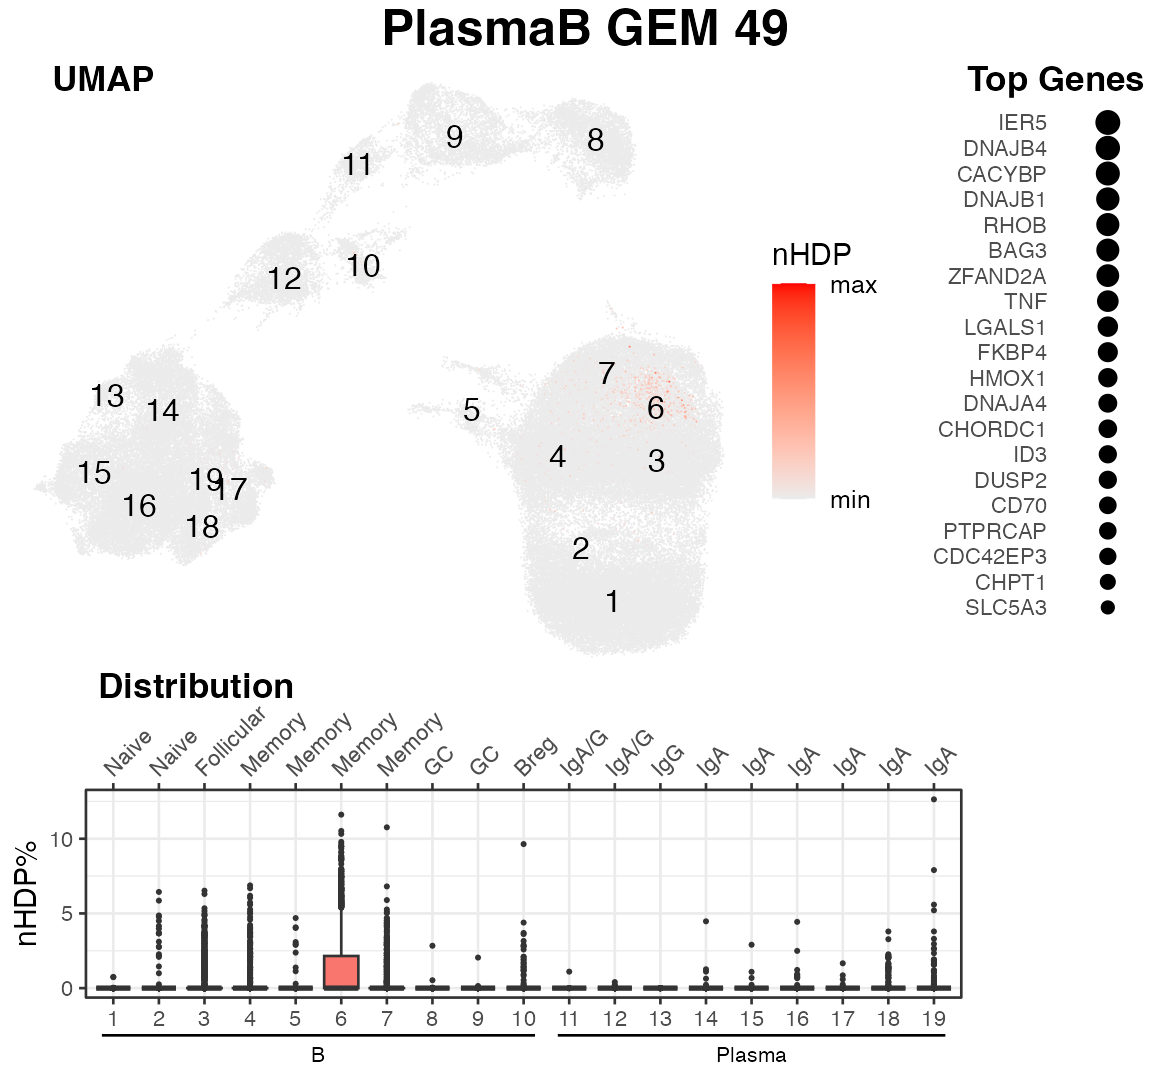 PlasmaB GEM 49
UMAP
Top Genes
9
8
11
10
12
7
6
5
4
3
13
14
15
19
17
16
18
2
1
nHDP
max
min
IER5
DNAJB4
CACYBP
DNAJB1
RHOB
BAG3
ZFAND2A
TNF
LGALS1
FKBP4
HMOX1
DNAJA4
CHORDC1
ID3
DUSP2
CD70
PTPRCAP
CDC42EP3
CHPT1
SLC5A3
Distribution
Naive Naive Follicular Memory Memory Memory Memory GC GC Breg IgA/G IgA/G IgG IgA IgA IgA IgA IgA IgA
nHDP%
10
5
0
1 2 3 4 5 6 7 8 9 10 11 12 13 14 15 16 17 18 19
B Plasma